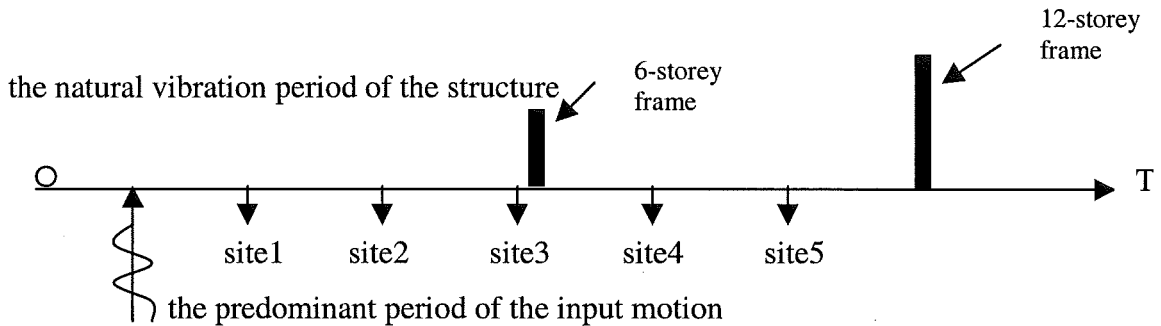 12-storey
frame
6-storey
frame
the natural vibration period of the structure
O
T
site1
site2
site3
site4
site5
the predominant period of the input motion